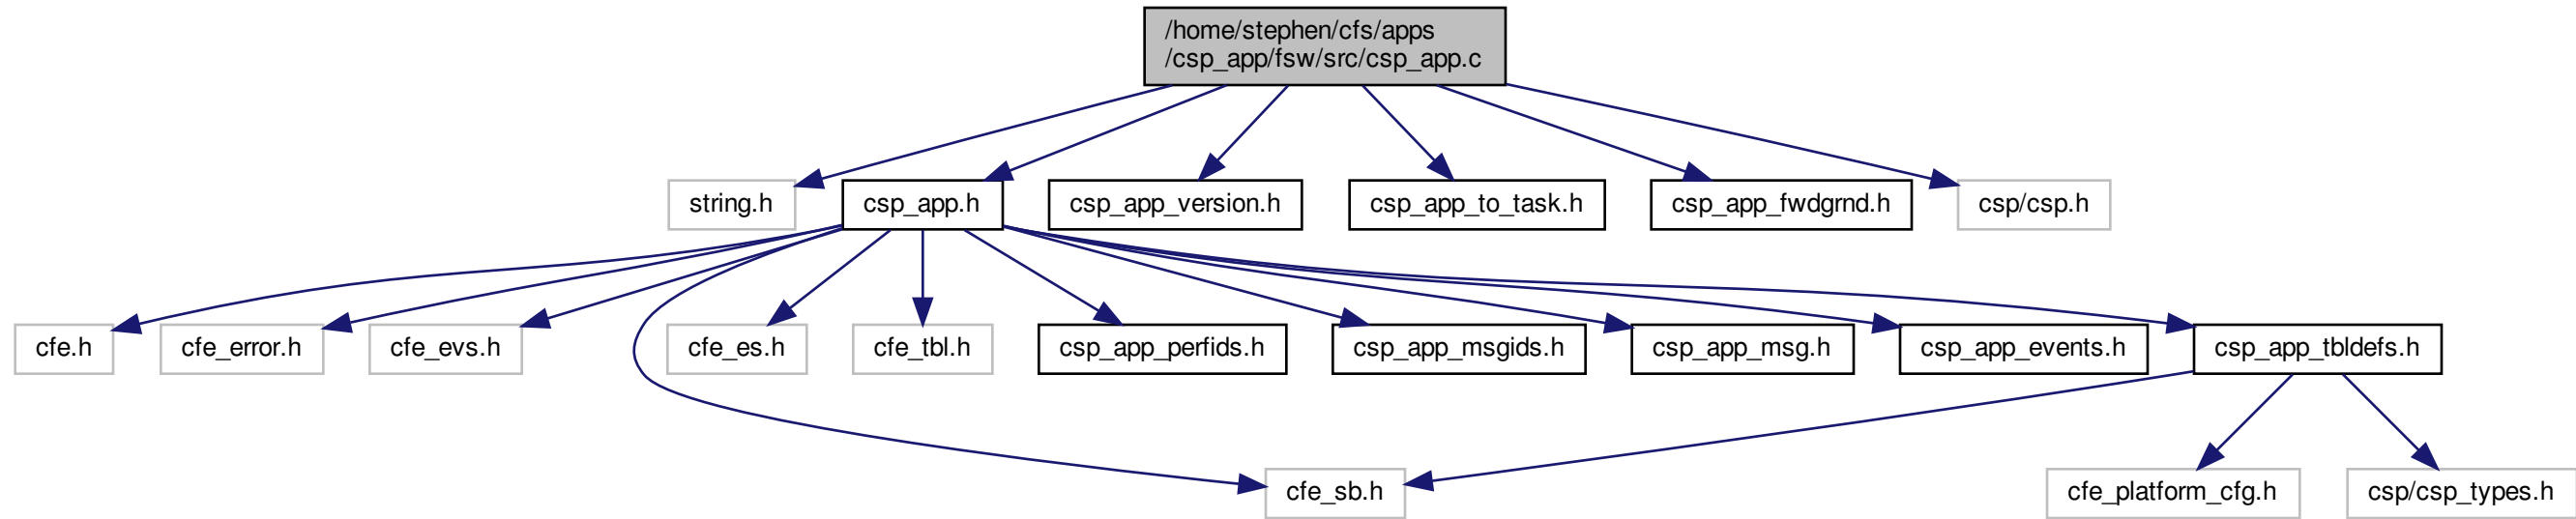 /home/stephen/cfs/apps
/csp_app/fsw/src/csp_app.c
string.h
csp_app.h
csp_app_version.h
csp_app_to_task.h
csp_app_fwdgrnd.h
csp/csp.h
cfe.h
cfe_error.h
cfe_evs.h
cfe_es.h
cfe_tbl.h
csp_app_perfids.h
csp_app_msgids.h
csp_app_msg.h
csp_app_events.h
csp_app_tbldefs.h
cfe_sb.h
cfe_platform_cfg.h
csp/csp_types.h